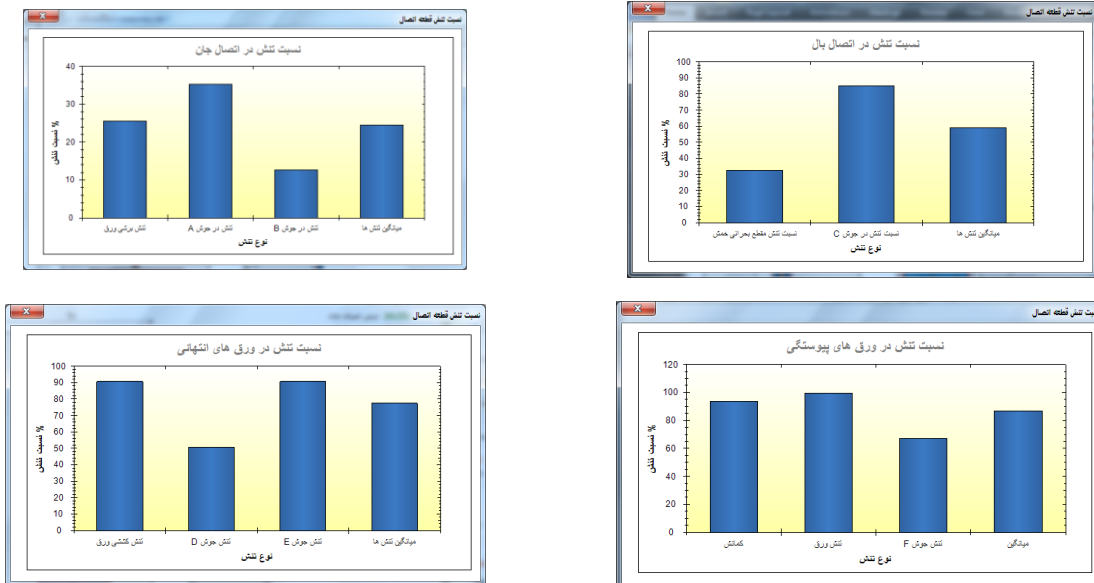 نسبت تنش قطعه اتصال
نسبت تنش در اتصال جان
% نسبت تنش
40
30
20
10
0
تنش برشی ورق
تنش در جوش A
تنش در جوش B
میانگین تنش ها
نوع تنش
نسبت تنش قطعه اتصال
نسبت تنش در اتصال بال
% نسبت تنش
100
90
80
70
60
50
40
30
20
10
0
نسبت تنش مقطع بحرانی خمش
نسبت تنش در جوش C
میانگین تنش ها
نوع تنش
نسبت تنش قطعه اتصال
نسبت تنش در ورق های انتهائی
% نسبت تنش
100
90
80
70
60
50
40
30
20
10
0
تنش کششی ورق
تنش جوش D
تنش جوش E
میانگین تنش ها
نوع تنش
نسبت تنش قطعه اتصال
نسبت تنش در ورق های پیوستگی
% نسبت تنش
120
100
80
60
40
20
0
کمانش
تنش ورق
تنش جوش F
میانگین
نوع تنش